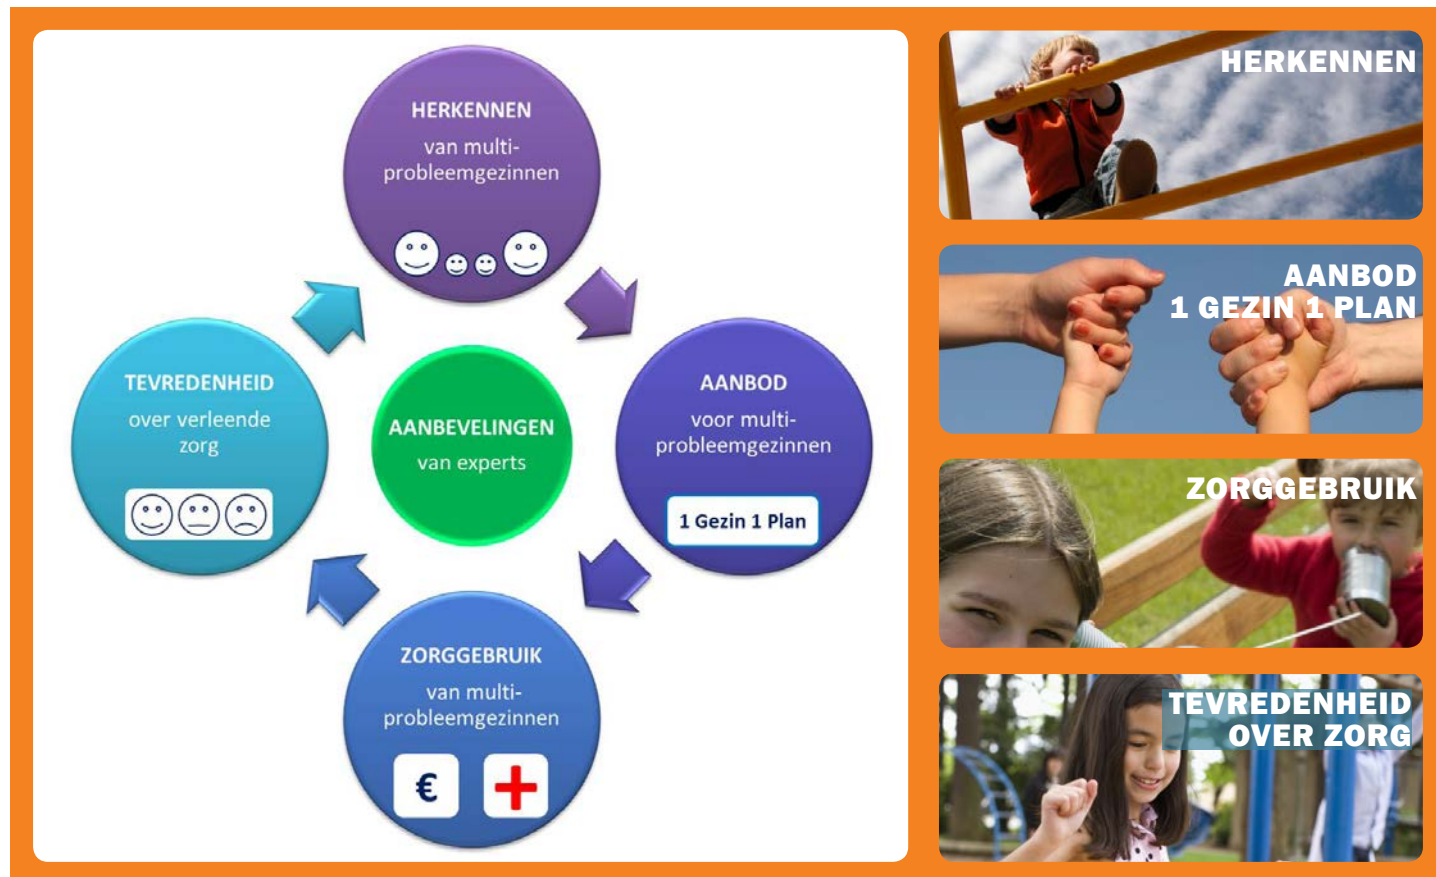 HERKENNEN
van multi-
probleemgezinnen
TEVREDENHEID
over verleende
zorg
AANBEVELINGEN
van experts
AANBOD
voor multi-
probleemgezinnen
1 Gezin 1 Plan
ZORGGEBRUIK
van multi-
probleemgezinnen
€
HERKENNEN
AANBOD
1 GEZIN 1 PLAN
ZORGGEBRUIK
TEVREDENHEID
OVER ZORG